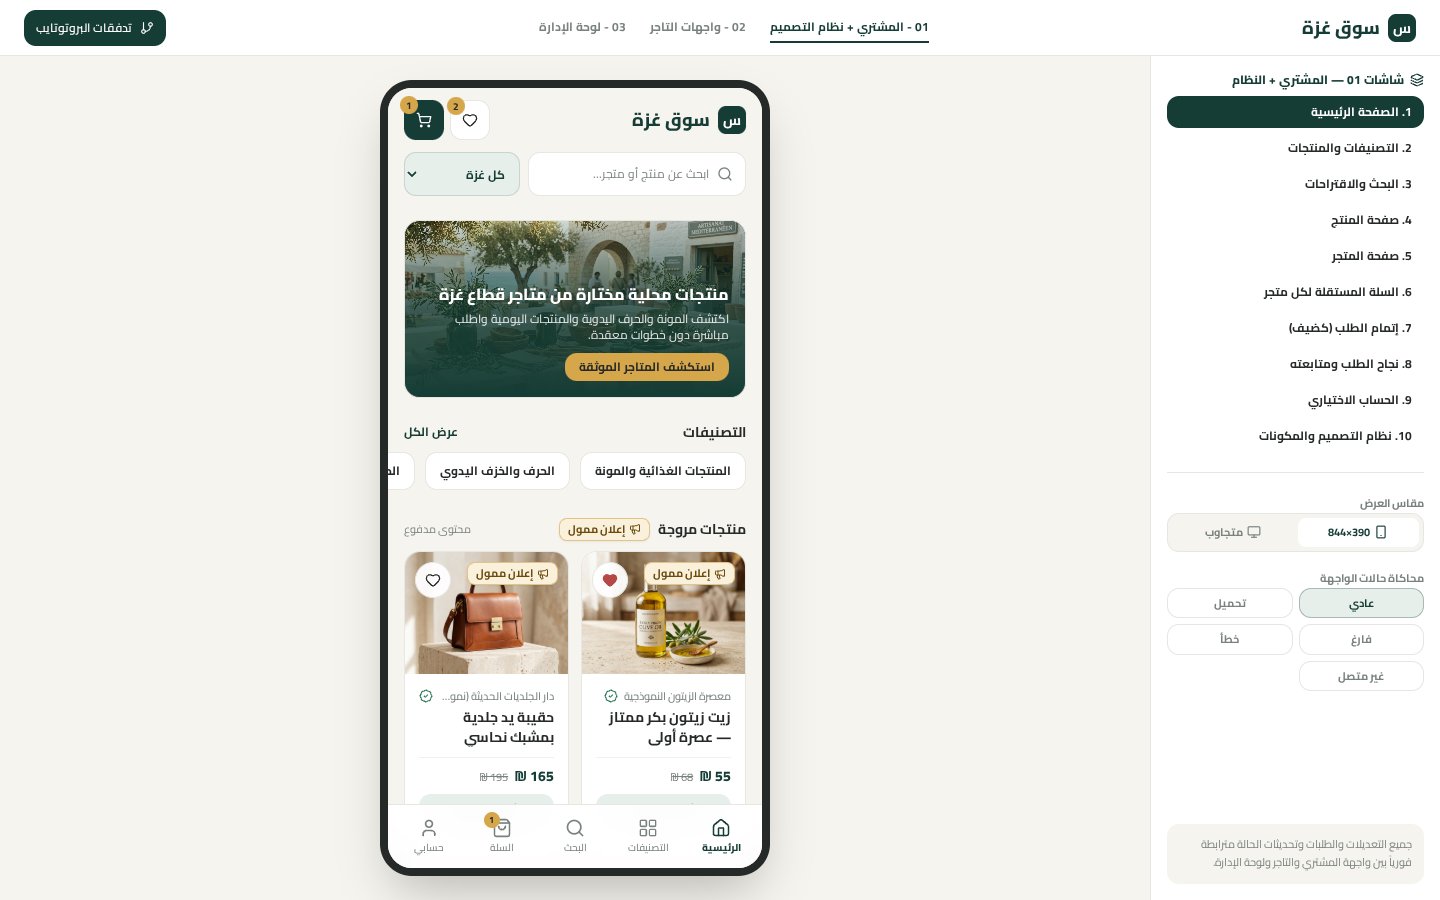 س سوق غزة
01 - المشتري + نظام التصميم
02 - واجهات التاجر
03 - لوحة الإدارة
تدفقات البروتوتايب
شاشات 01 — المشتري + النظام
1. الصفحة الرئيسية
2. التصنيفات والمنتجات
3. البحث والاقتراحات
4. صفحة المنتج
5. صفحة المتجر
6. السلة المستقلة لكل متجر
7. إتمام الطلب (كضيف)
8. نجاح الطلب ومتابعته
9. الحساب الاختياري
10. نظام التصميم والمكونات
مقاس العرض
844×390
متجاوب
محاكاة حالات الواجهة
عادي
تحميل
فارغ
خطأ
غير متصل
جميع التعديلات والطلبات وتحديثات الحالة مترابطة
فورياً بين واجهة المشتري والتاجر ولوحة الإدارة.
س سوق غزة
2
1
ابحث عن منتج أو متجر...
كل غزة
ARTISANAT
MEDITERRANEEN
منتجات محلية مختارة من متاجر قطاع غزة
اكتشف المونة والحرف اليدوية والمنتجات اليومية واطلب
مباشرة دون خطوات معقدة.
استكشف المتاجر الموثقة
التصنيفات
عرض الكل
المنتجات الغذائية والمونة
الحرف والخزف اليدوي
منتجات مروجة
إعلان ممول
محتوى مدفوع
إعلان ممول
OLIVE OIL
معصرة الزيتون النموذجية
زيت زيتون بكر ممتاز
— عصرة أولى
55 ₪
68 ₪
إعلان ممول
دار الجلديات الحديثة (نمو...
حقيبة يد جلدية
بمشبك نحاسي
165 ₪
195 ₪
الرئيسية
التصنيفات
البحث
1
السلة
حسابي